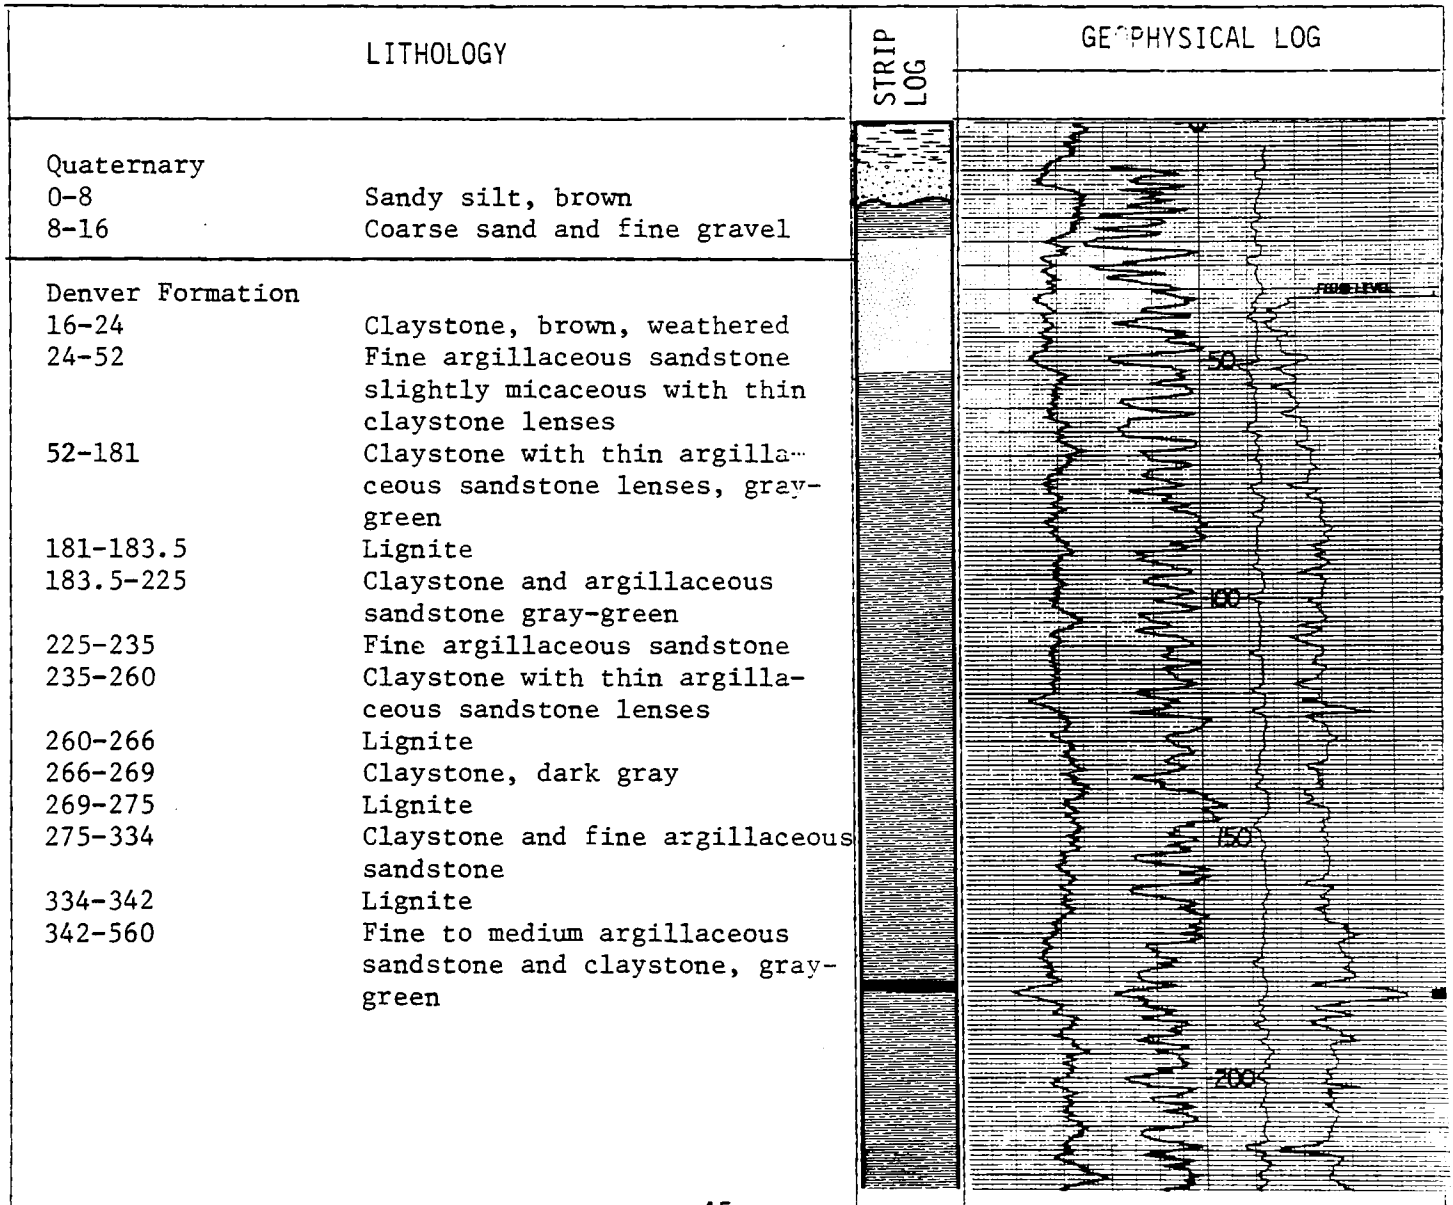 LITHOLOGY
STRIP LOG
GEOPHYSICAL LOG
Quaternary
0-8 Sandy silt, brown
8-16 Coarse sand and fine gravel
Denver Formation
16-24 Claystone, brown, weathered
24-52 Fine argillaceous sandstone
slightly micaceous with thin
claystone lenses
52-181 Claystone with thin argilla-
ceous sandstone lenses, gray-
green
181-183.5 Lignite
183.5-225 Claystone and argillaceous
sandstone gray-green
225-235 Fine argillaceous sandstone
235-260 Claystone with thin argilla-
ceous sandstone lenses
260-266 Lignite
266-269 Claystone, dark gray
269-275 Lignite
275-334 Claystone and fine argillaceous
sandstone
334-342 Lignite
342-560 Fine to medium argillaceous
sandstone and claystone, gray-
green
FLUID LEVEL
50
100
150
200